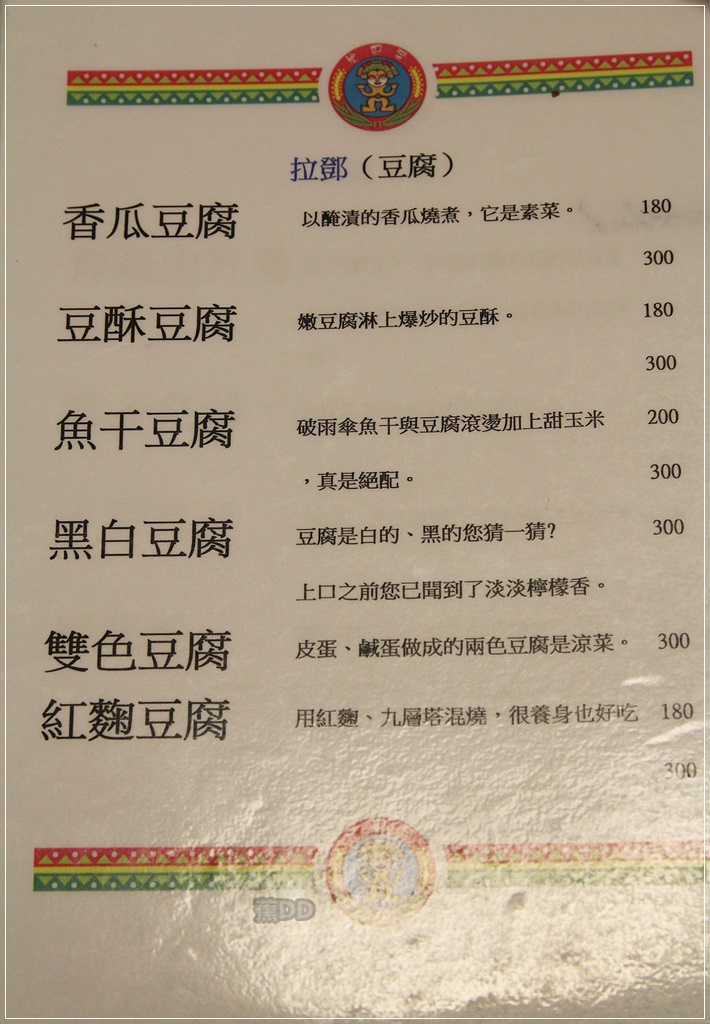 拉鄧（豆腐）
香瓜豆腐 以醃漬的香瓜燒煮，它是素菜。 180
300
豆酥豆腐 嫩豆腐淋上爆炒的豆酥。 180
300
魚干豆腐 破雨傘魚干與豆腐滾燙加上甜玉米 200
，真是絕配。 300
黑白豆腐 豆腐是白的、黑的您猜一猜? 300
上口之前您已聞到了淡淡檸檬香。
雙色豆腐 皮蛋、鹹蛋做成的兩色豆腐是涼菜。 300
紅麴豆腐 用紅麴、九層塔混燒，很養身也好吃 180
300
蕉DD